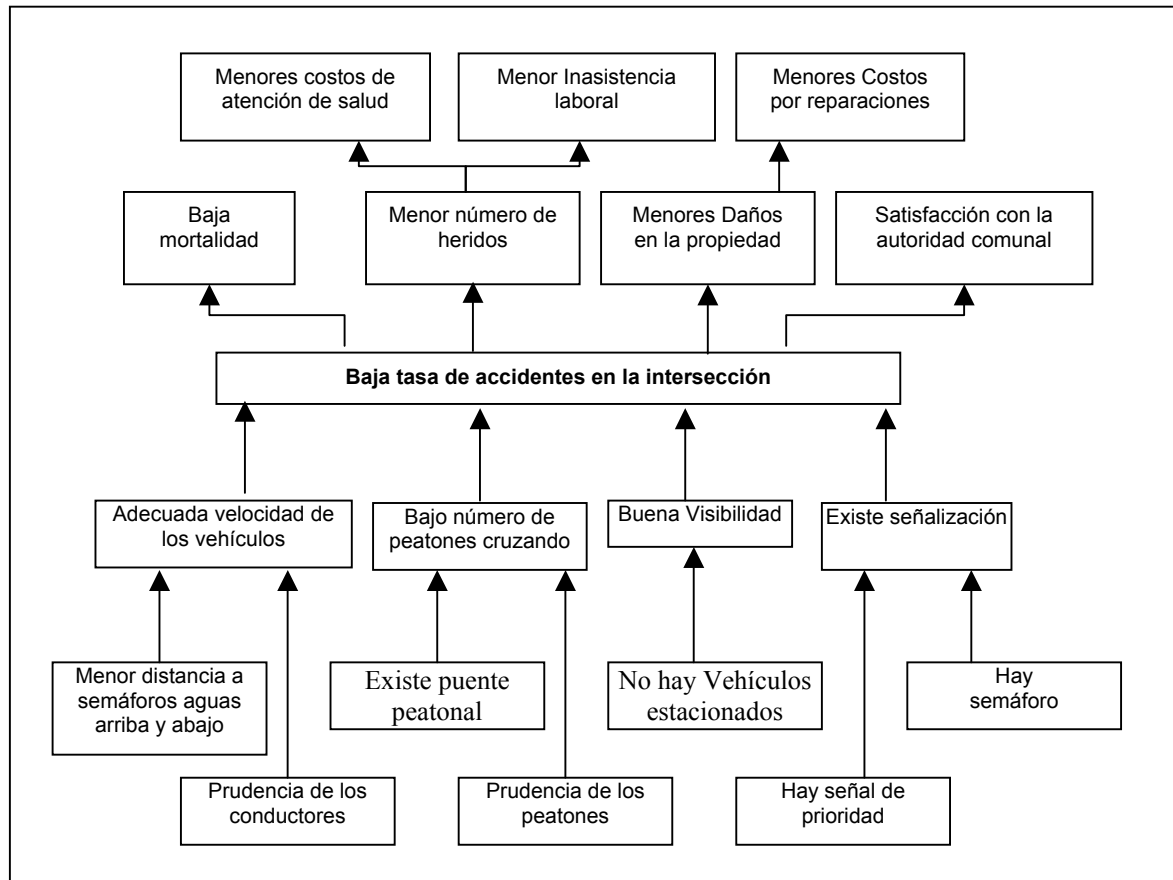 Menores costos de
atención de salud
Menor Inasistencia
laboral
Menores Costos
por reparaciones
Baja
mortalidad
Menor número de
heridos
Menores Daños
en la propiedad
Satisfacción con la
autoridad comunal
Baja tasa de accidentes en la intersección
Adecuada velocidad de
los vehículos
Bajo número de
peatones cruzando
Buena Visibilidad
Existe señalización
Menor distancia a
semáforos aguas
arriba y abajo
Existe puente
peatonal
No hay Vehículos
estacionados
Hay
semáforo
Prudencia de los
conductores
Prudencia de los
peatones
Hay señal de
prioridad